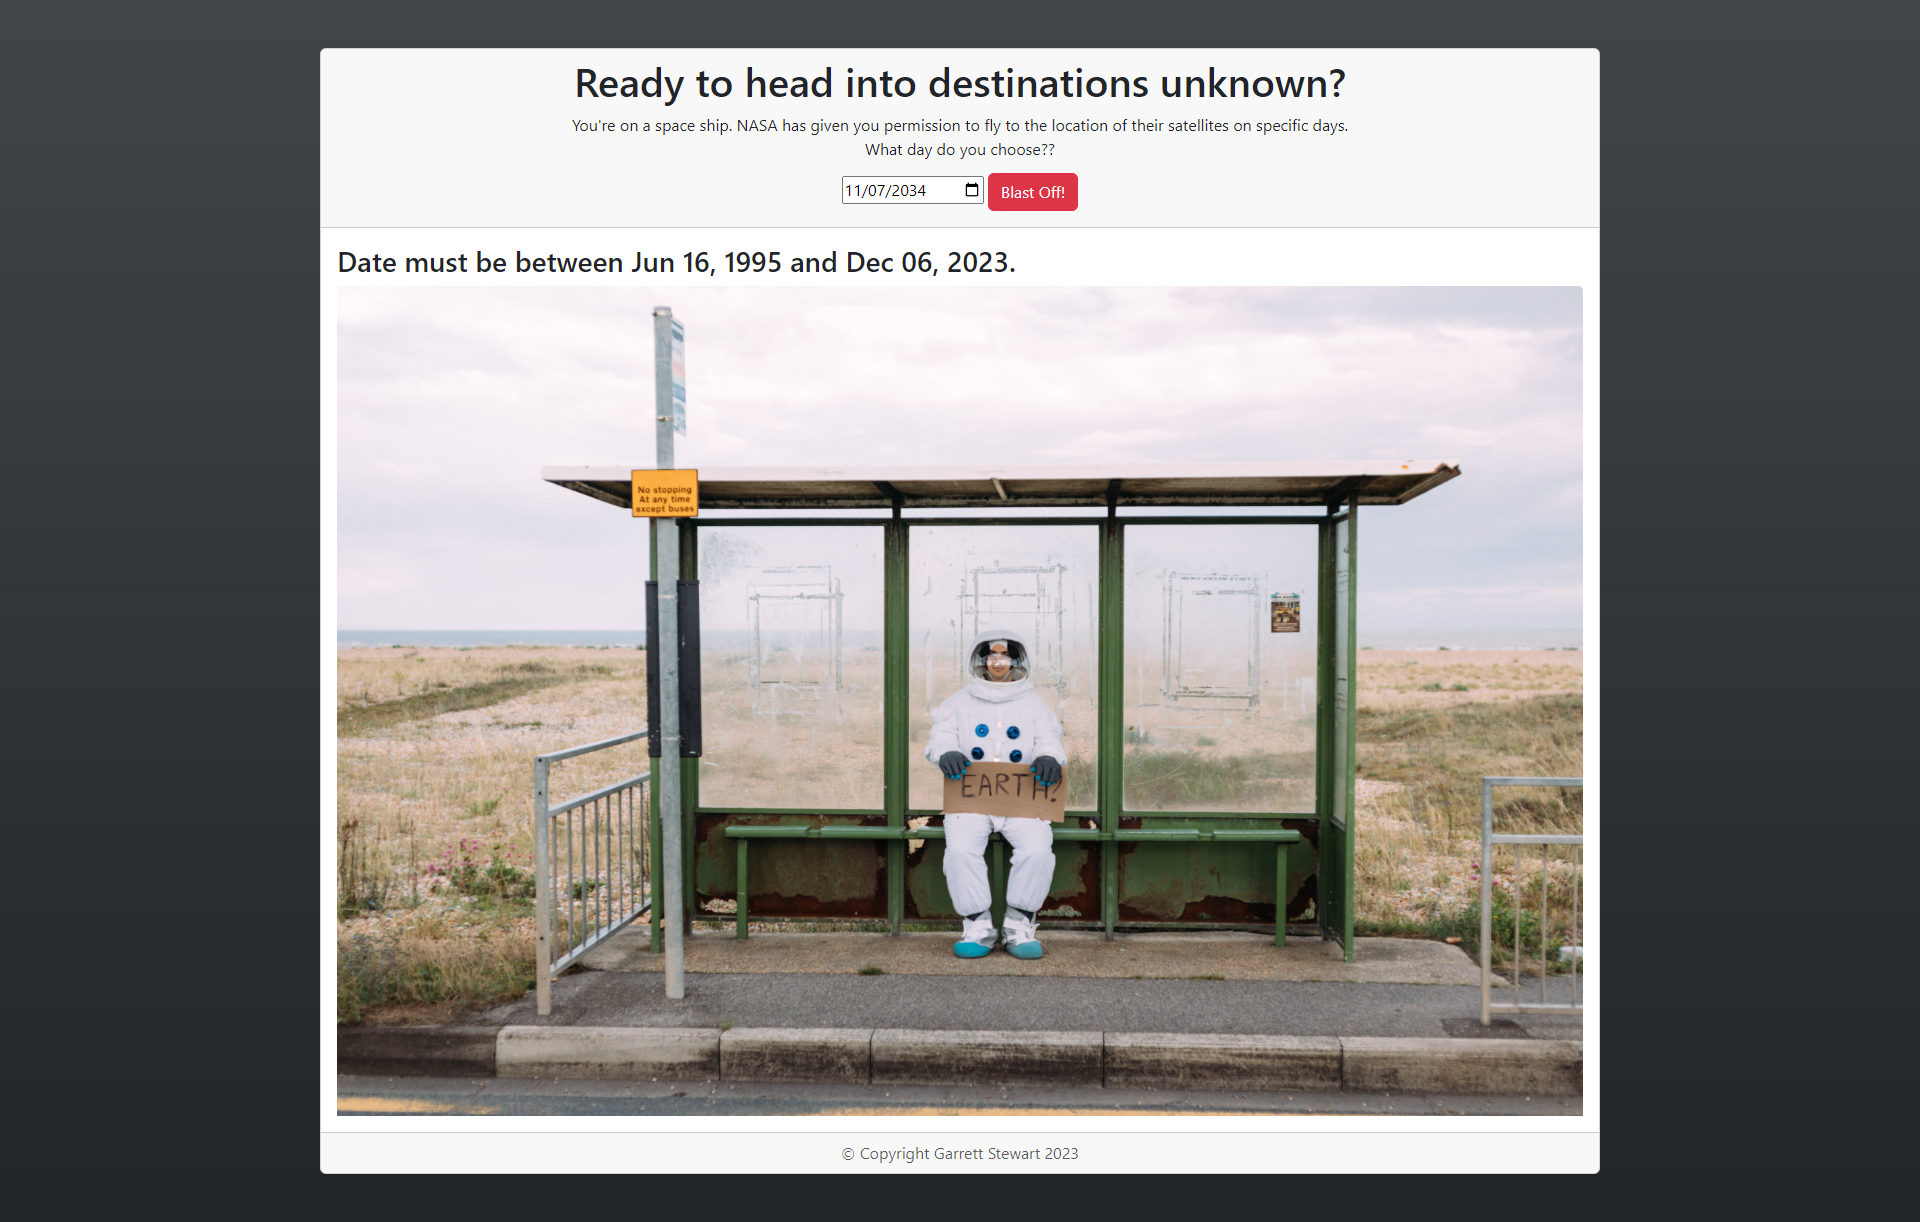 Ready to head into destinations unknown?
You're on a space ship. NASA has given you permission to fly to the location of their satellites on specific days.
What day do you choose??
11/07/2034
Blast Off!
Date must be between Jun 16, 1995 and Dec 06, 2023.
No stopping
At any time
except buses
EARTH?
© Copyright Garrett Stewart 2023